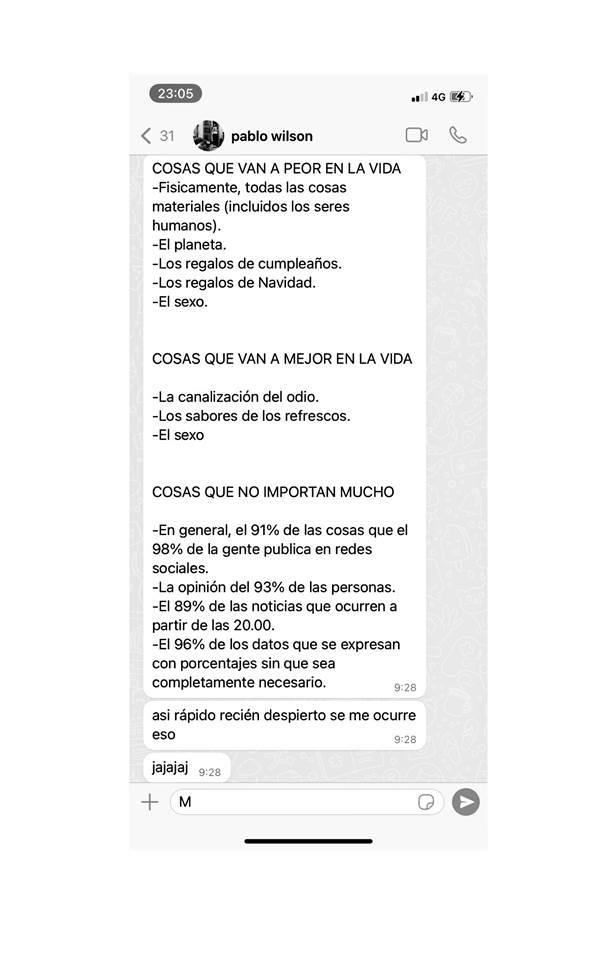 23:05
4G
31
pablo wilson
COSAS QUE VAN A PEOR EN LA VIDA
-Fisicamente, todas las cosas
materiales (incluidos los seres
humanos).
-El planeta.
-Los regalos de cumpleaños.
-Los regalos de Navidad.
-El sexo.
COSAS QUE VAN A MEJOR EN LA VIDA
-La canalización del odio.
-Los sabores de los refrescos.
-El sexo
COSAS QUE NO IMPORTAN MUCHO
-En general, el 91% de las cosas que el
98% de la gente publica en redes
sociales.
-La opinión del 93% de las personas.
-El 89% de las noticias que ocurren a
partir de las 20.00.
-El 96% de los datos que se expresan
con porcentajes sin que sea
completamente necesario.
9:28
asi rápido recién despierto se me ocurre
eso
9:28
jajajaj 9:28
M